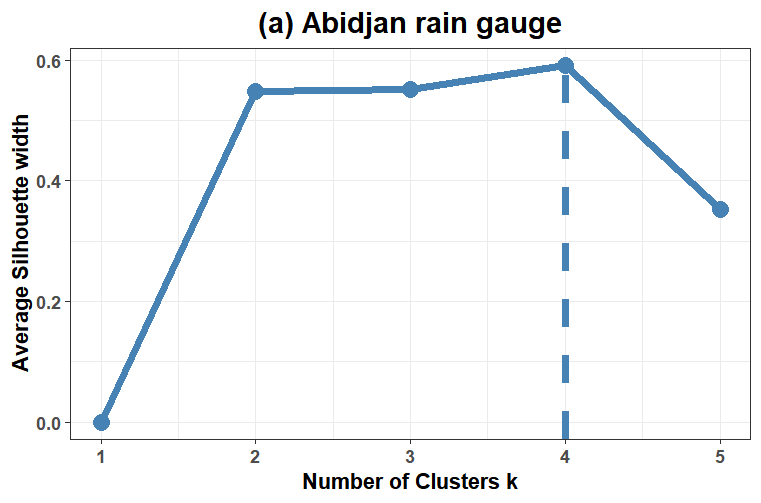 (a) Abidjan rain gauge
Average Silhouette width
0.6
0.4
0.2
0.0
1 2 3 4 5
Number of Clusters k